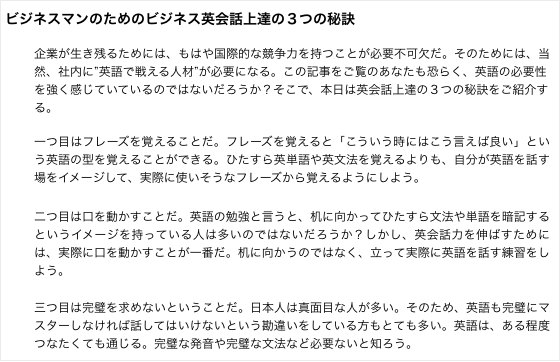 ビジネスマンのためのビジネス英会話上達の３つの秘訣
企業が生き残るためには、もはや国際的な競争力を持つことが必要不可欠だ。そのためには、当
然、社内に”英語で戦える人材”が必要になる。この記事をご覧のあなたも恐らく、英語の必要性
を強く感じていているのではないだろうか？そこで、本日は英会話上達の３つの秘訣をご紹介す
る。
一つ目はフレーズを覚えることだ。フレーズを覚えると「こういう時にはこう言えば良い」とい
う英語の型を覚えることができる。ひたすら英単語や英文法を覚えるよりも、自分が英語を話す
場をイメージして、実際に使いそうなフレーズから覚えるようにしよう。
二つ目は口を動かすことだ。英語の勉強と言うと、机に向かってひたすら文法や単語を暗記する
というイメージを持っている人は多いのではないだろうか？しかし、英会話力を伸ばすために
は、実際に口を動かすことが一番だ。机に向かうのではなく、立って実際に英語を話す練習をし
よう。
三つ目は完璧を求めないということだ。日本人は真面目な人が多い。そのため、英語も完璧にマ
スターしなければ話してはいけないという勘違いをしている方もとても多い。英語は、ある程度
つなたくても通じる。完璧な発音や完璧な文法など必要ないと知ろう。